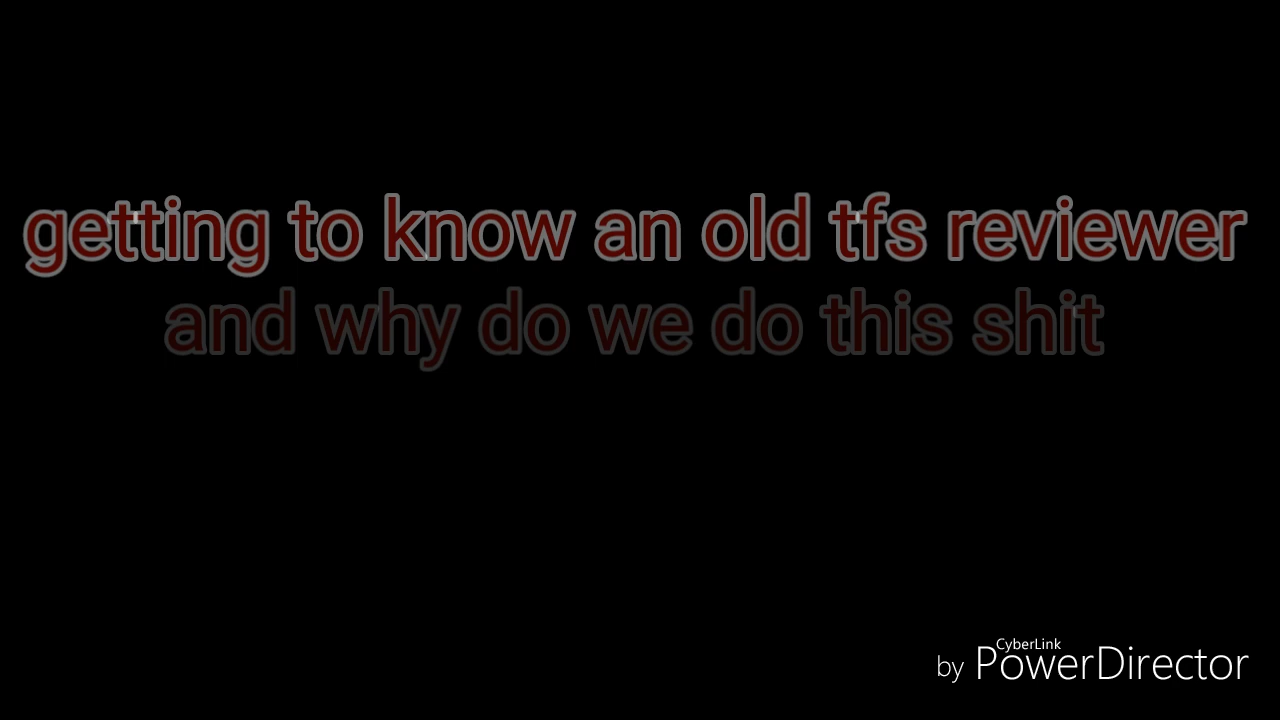 getting to know an old tfs reviewer
and why do we do this shit
CyberLink
by PowerDirector